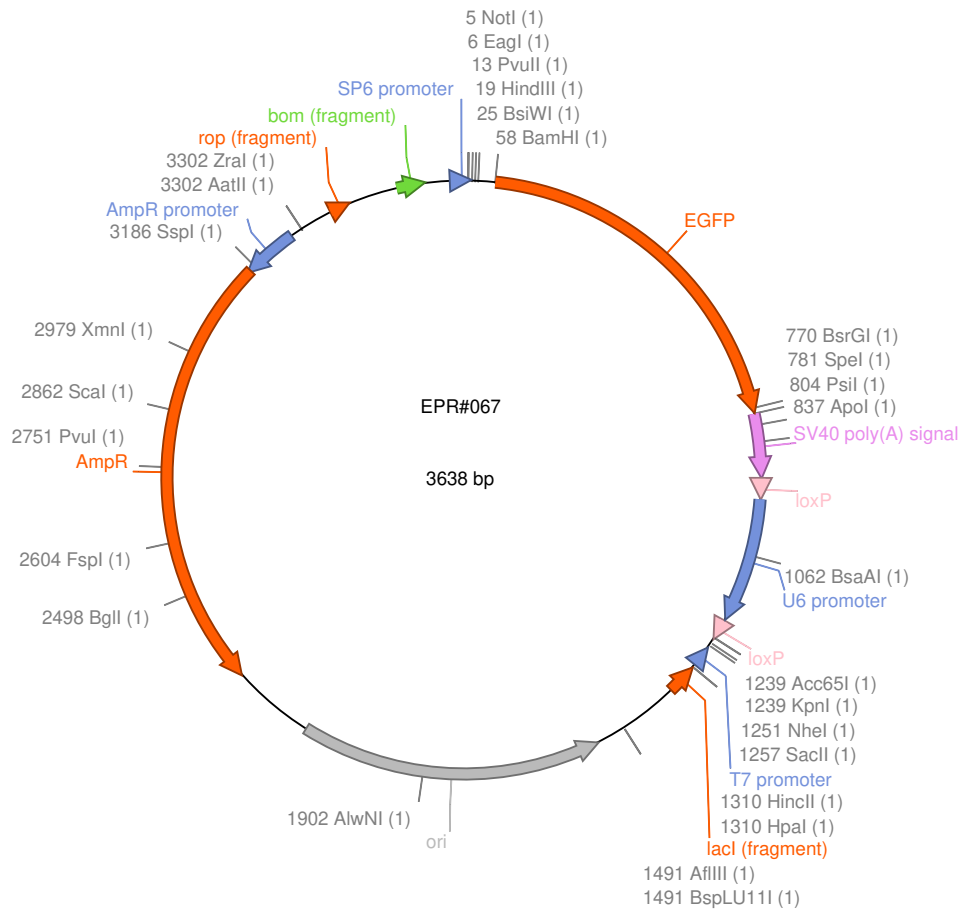 5 NotI (1)
6 EagI (1)
13 PvuII (1)
SP6 promoter
19 HindIII (1)
bom (fragment)
25 BsiWI (1)
rop (fragment)
58 BamHI (1)
3302 ZraI (1)
3302 AatII (1)
AmpR promoter
3186 SspI (1)
EGFP
2979 XmnI (1)
770 BsrGI (1)
781 SpeI (1)
804 PsiI (1)
837 ApoI (1)
2862 ScaI (1)
EPR#067
2751 PvuI (1)
SV40 poly(A) signal
AmpR
3638 bp
loxP
2604 FspI (1)
1062 BsaAI (1)
U6 promoter
2498 BglI (1)
loxP
1239 Acc65I (1)
1239 KpnI (1)
1251 NheI (1)
1257 SacII (1)
T7 promoter
1310 HincII (1)
1902 AlwNI (1)
1310 HpaI (1)
ori
lacI (fragment)
1491 AflIII (1)
1491 BspLU11I (1)